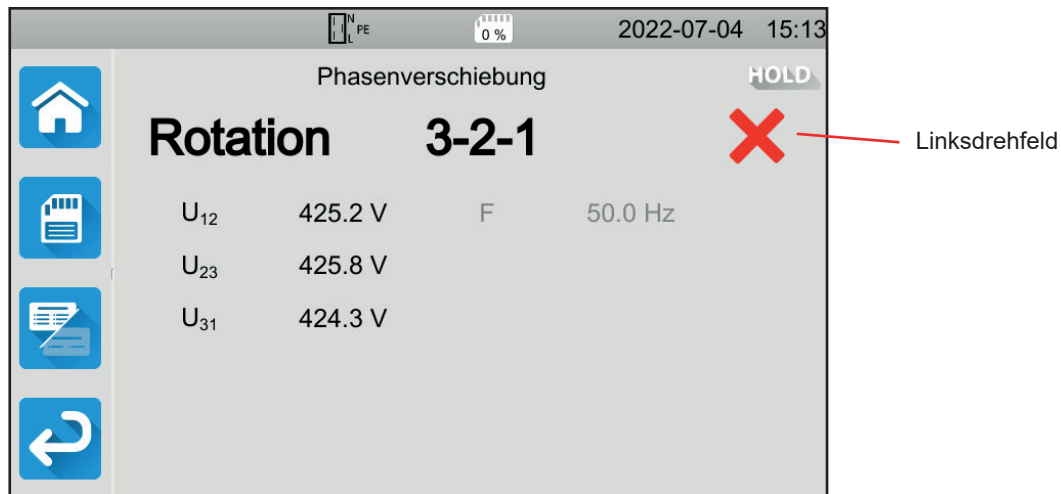 N
L PE 0 % 2022-07-04 15:13
Phasenverschiebung HOLD
Rotation 3-2-1
Linksdrehfeld
U12 425.2 V F 50.0 Hz
U23 425.8 V
U31 424.3 V